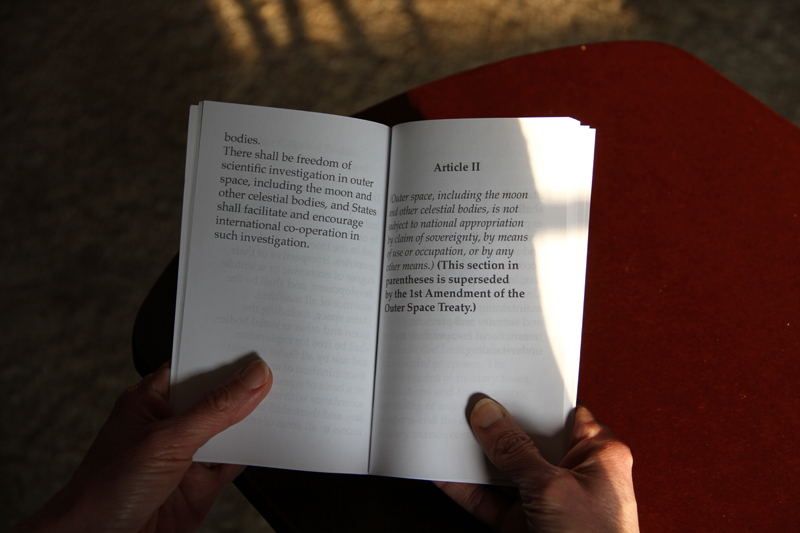 bodies.
There shall be freedom of
scientific investigation in outer
space, including the moon and
other celestial bodies, and States
shall facilitate and encourage
international co-operation in
such investigation.
Article II
Outer space, including the moon
and other celestial bodies, is not
subject to national appropriation
by claim of sovereignty, by means
of use or occupation, or by any
other means.) (This section in
parentheses is superseded
by the 1st Amendment of the
Outer Space Treaty.)